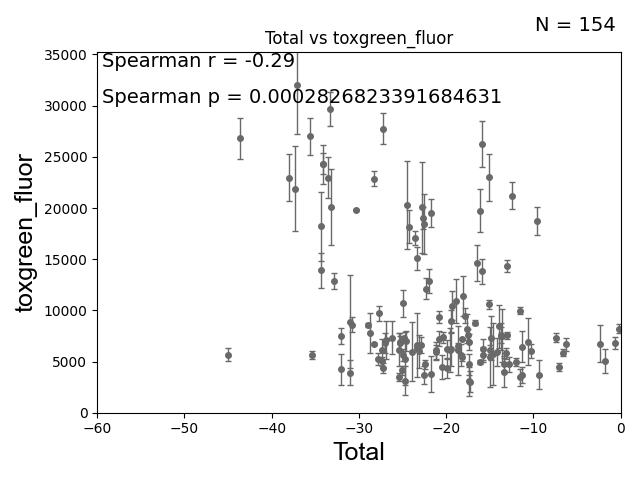 N = 154
Total vs toxgreen_fluor
Spearman r = -0.29
Spearman p = 0.0002826823391684631
35000
30000
25000
20000
15000
10000
5000
0
toxgreen_fluor
−60
−50
−40
−30
−20
−10
0
Total